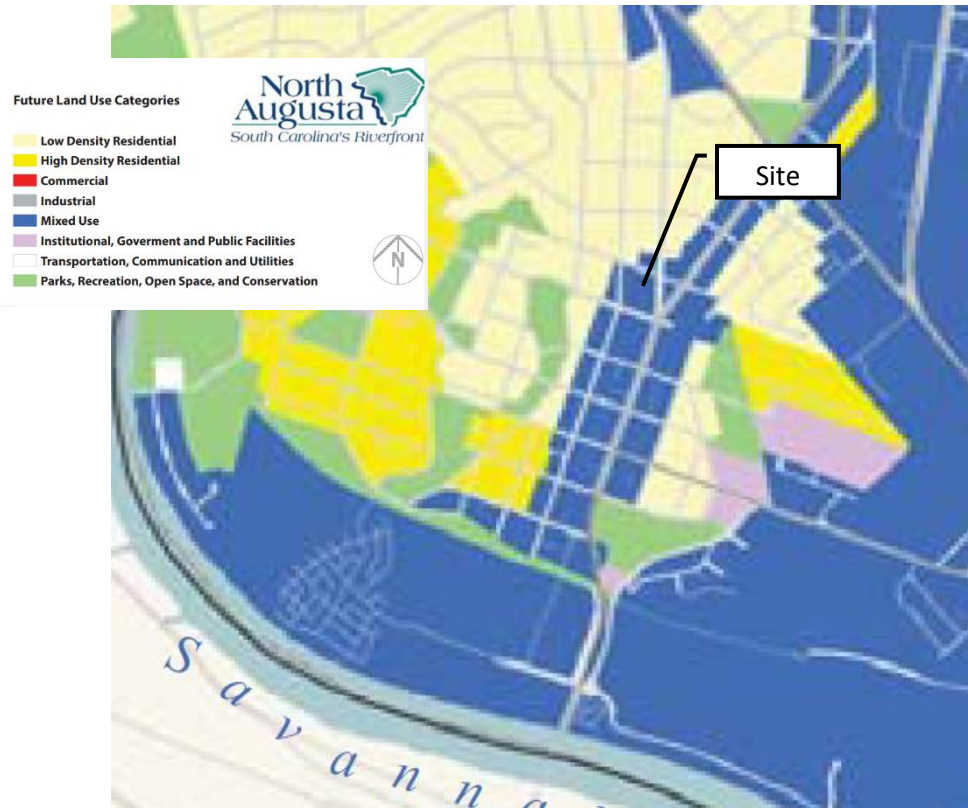 North
Augusta
South Carolina's Riverfront
Future Land Use Categories
Low Density Residential
High Density Residential
Commercial
Industrial
Mixed Use
Institutional, Goverment and Public Facilities
Transportation, Communication and Utilities
Parks, Recreation, Open Space, and Conservation
N
Site
Savanna